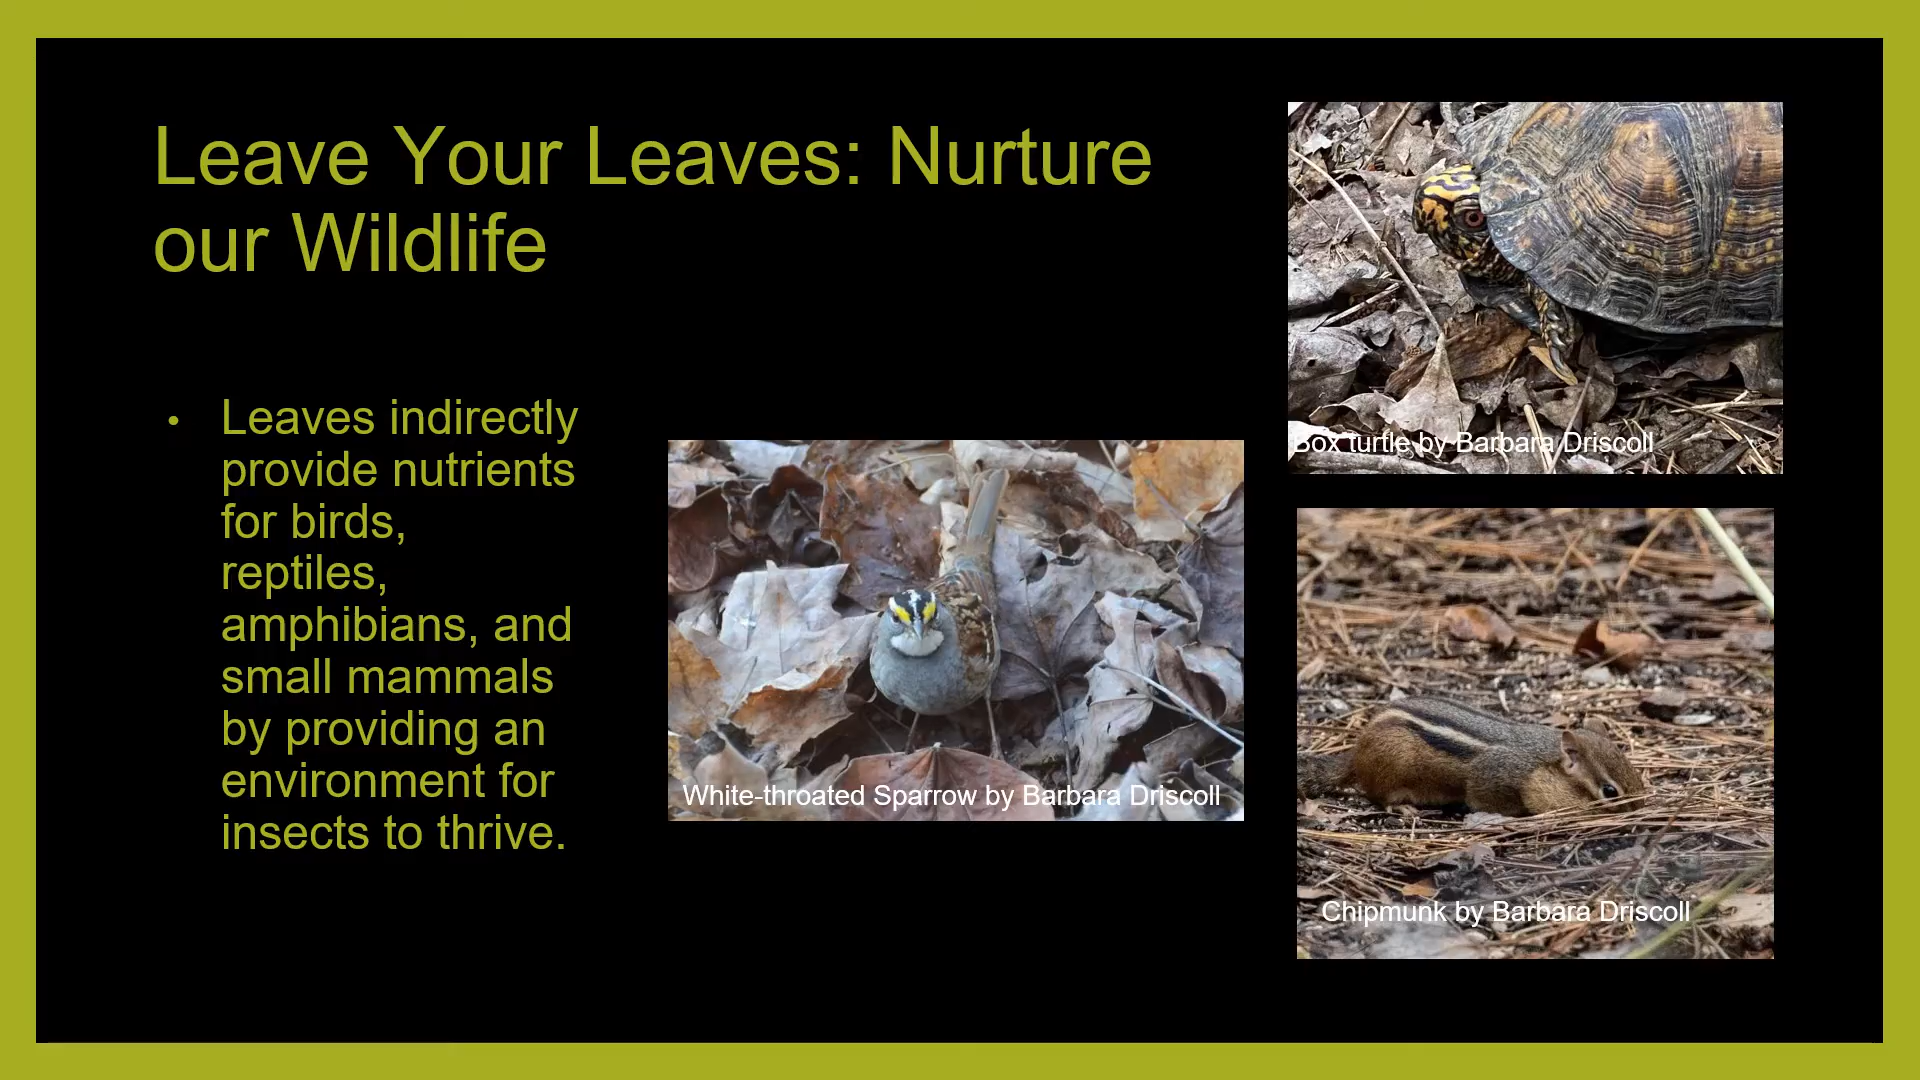 Leave Your Leaves: Nurture
our Wildlife
• Leaves indirectly
provide nutrients
for birds,
reptiles,
amphibians, and
small mammals
by providing an
environment for
insects to thrive.
White-throated Sparrow by Barbara Driscoll
Box turtle by Barbara Driscoll
Chipmunk by Barbara Driscoll